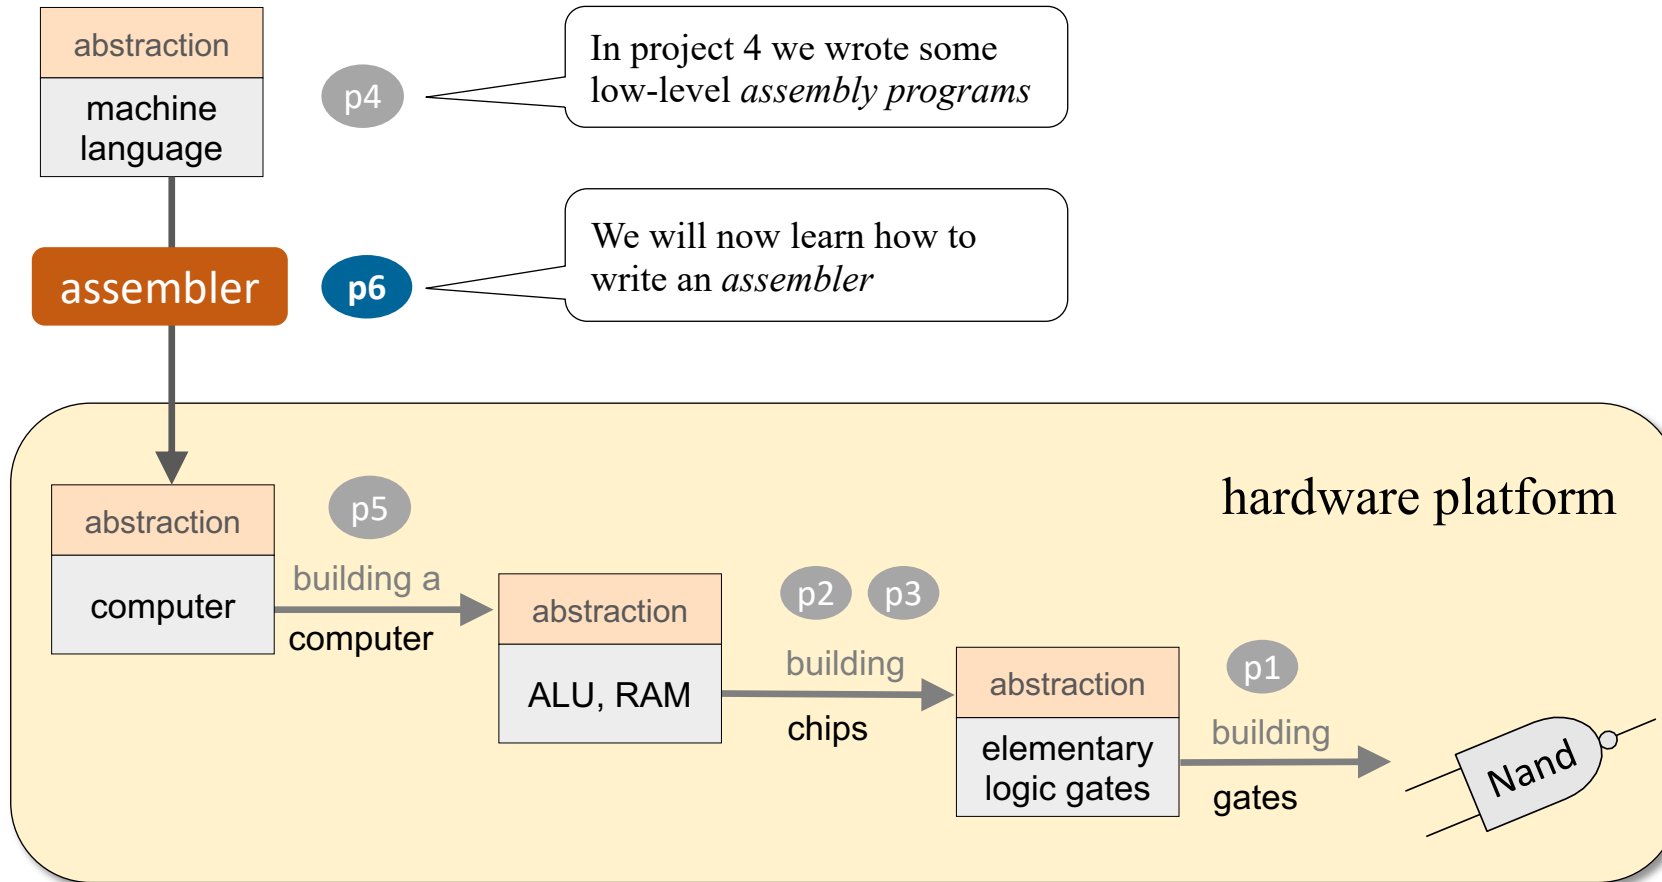 abstraction
machine
language
p4
In project 4 we wrote some
low-level assembly programs
assembler
p6
We will now learn how to
write an assembler
hardware platform
abstraction
computer
p5
building a
computer
abstraction
ALU, RAM
p2 p3
building
chips
abstraction
elementary
logic gates
p1
building
gates
Nand